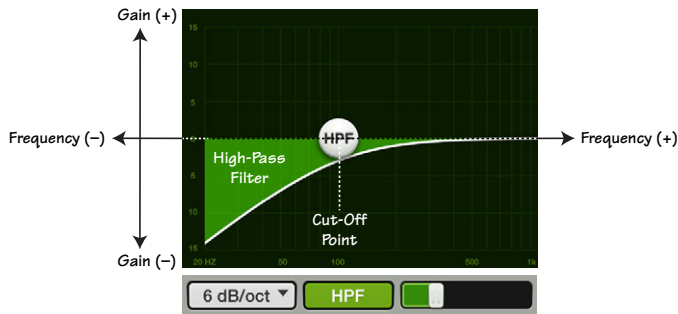 Gain (+)
15
10
5
Frequency (−)
0
HPF
Frequency (+)
High-Pass
Filter
5
10
Cut-Off
Point
15
Gain (−)
20 HZ 50 100 500 1k
6 dB/oct HPF